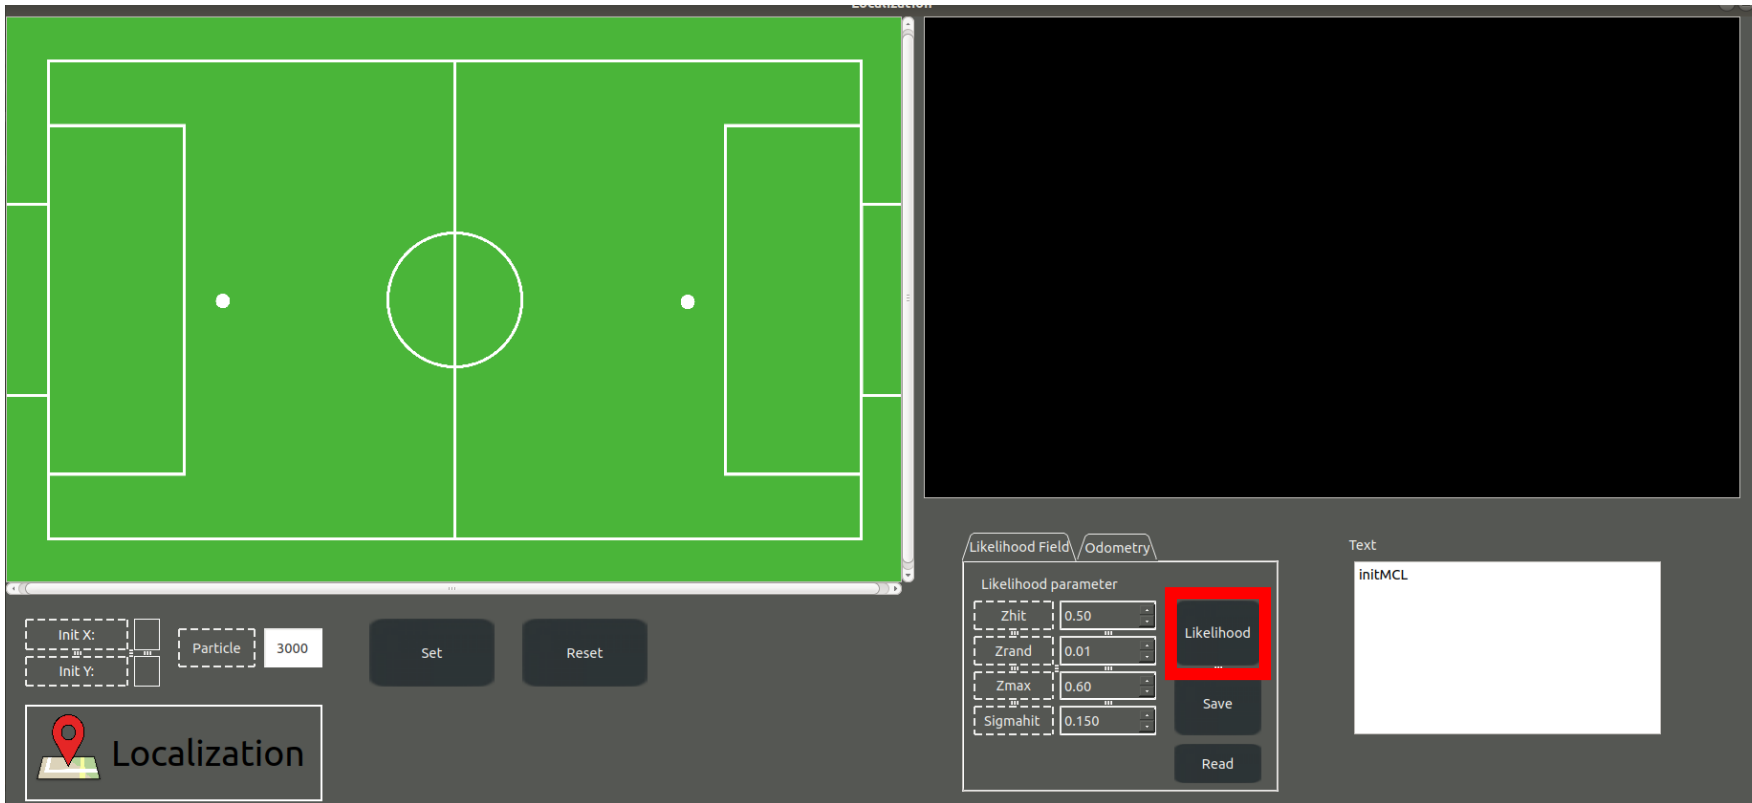 Localization
Init X:
Init Y:
Particle
3000
Set
Reset
Localization
Likelihood Field
Odometry
Likelihood parameter
Zhit
0.50
Zrand
0.01
Zmax
0.60
Sigmahit
0.150
Likelihood
Save
Read
Text
initMCL